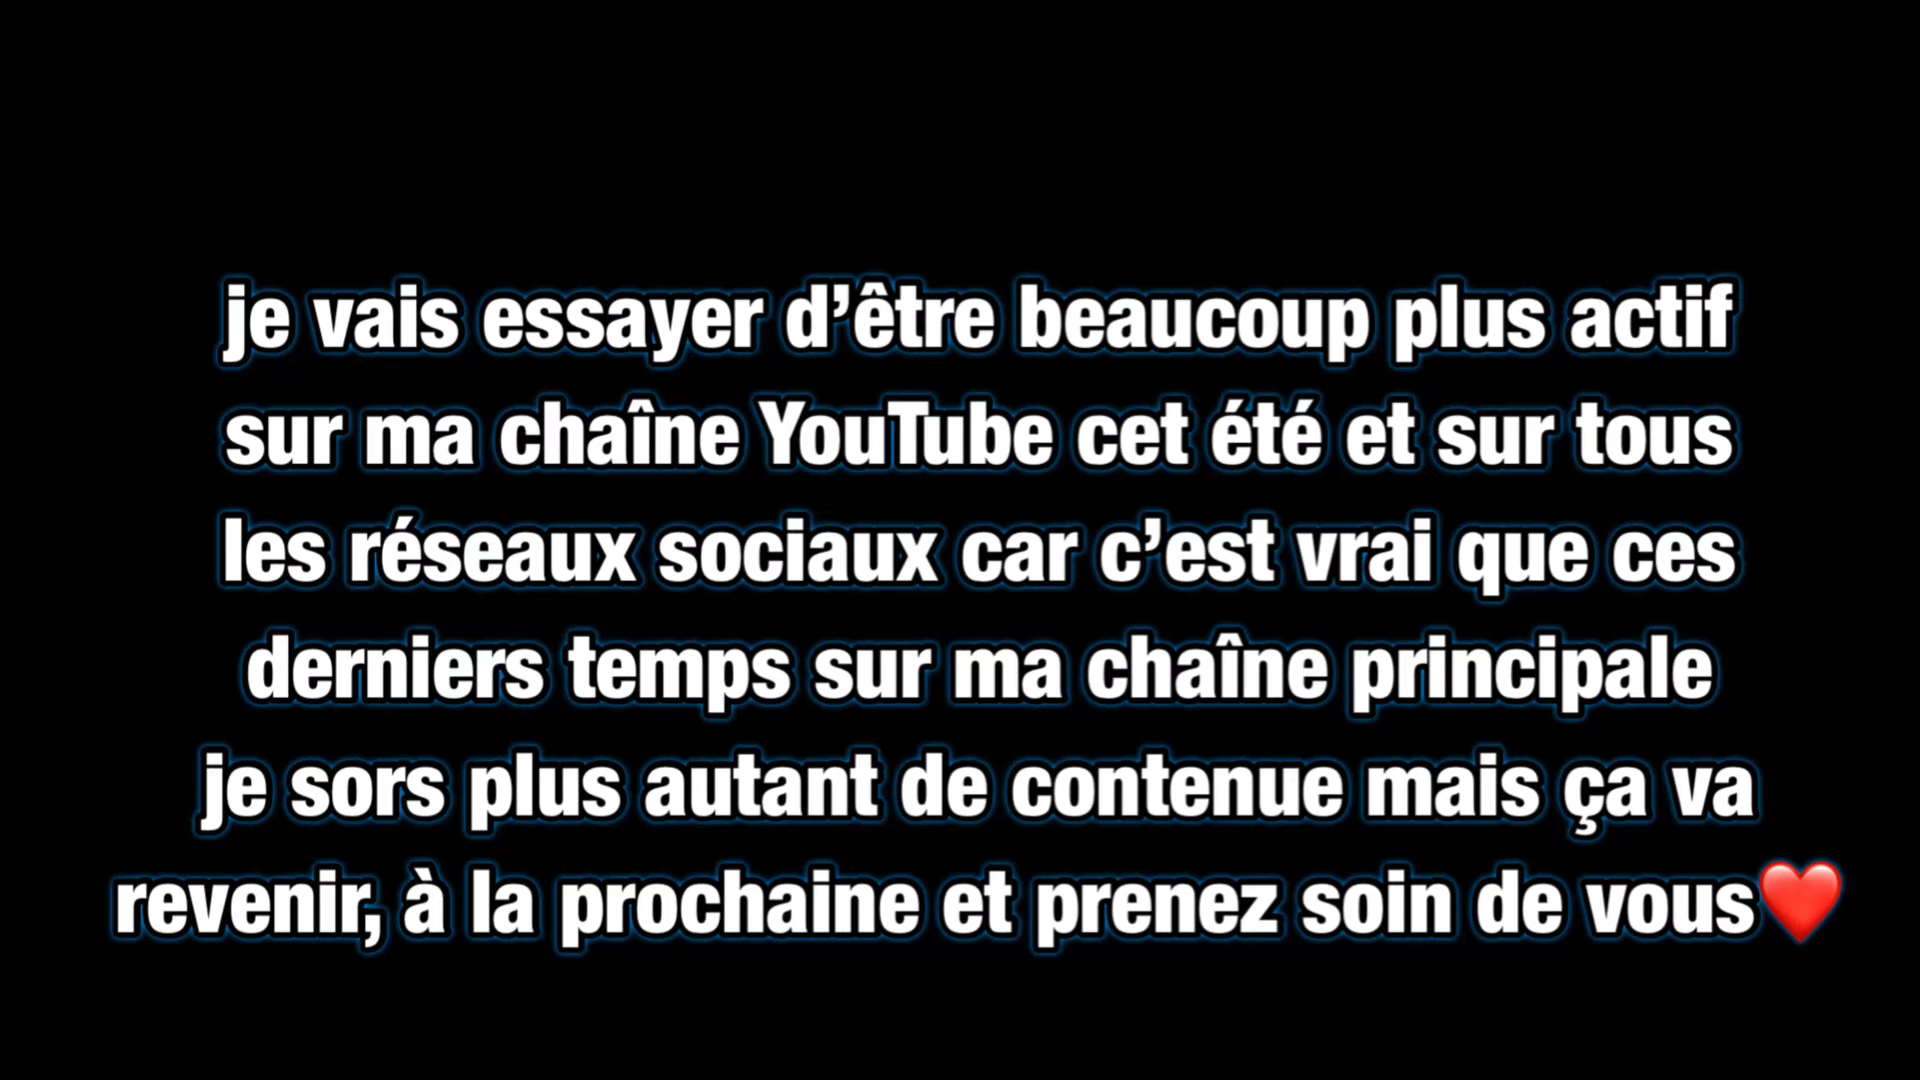 je vais essayer d’être beaucoup plus actif
sur ma chaîne YouTube cet été et sur tous
les réseaux sociaux car c’est vrai que ces
derniers temps sur ma chaîne principale
je sors plus autant de contenue mais ça va
revenir, à la prochaine et prenez soin de vous❤️